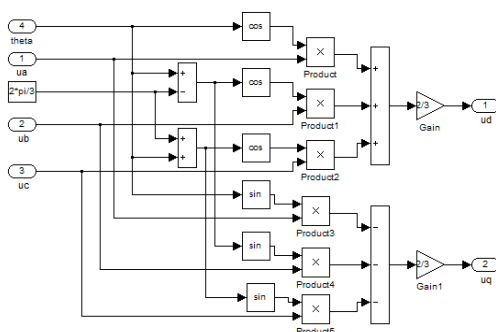 4
theta
cos
Product
1
ua
+
−
2*pi/3
cos
Product1
2
ub
+
+
cos
Product2
3
uc
+
+
+
2/3
Gain
1
ud
sin
Product3
sin
Product4
sin
Product5
−
−
−
2/3
Gain1
2
uq